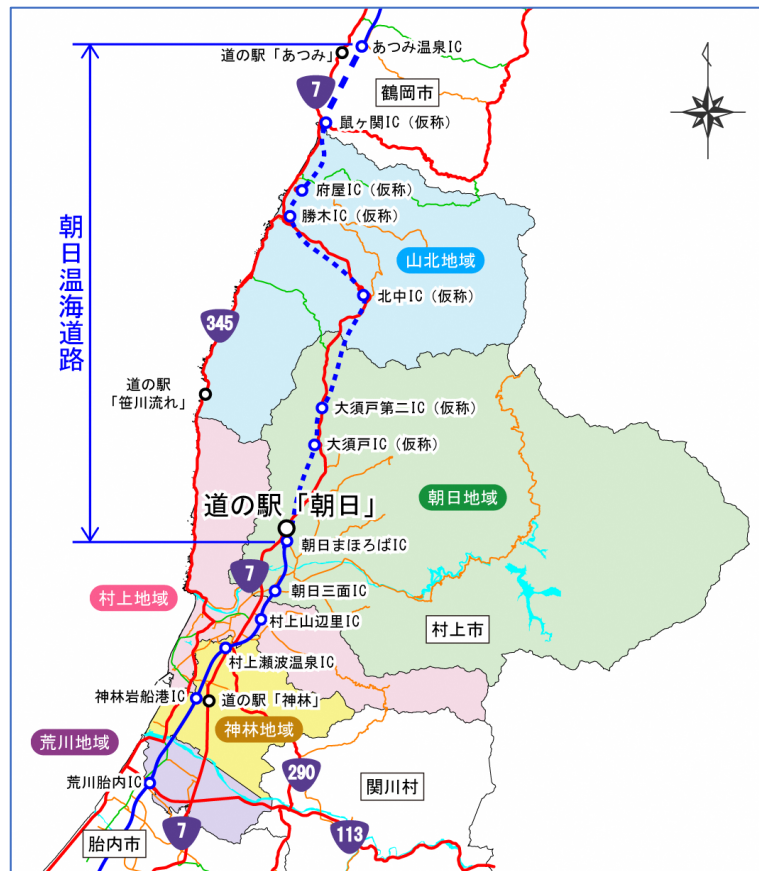 あつみ温泉IC
道の駅「あつみ」
7
鶴岡市
鼠ヶ関IC（仮称）
府屋IC（仮称）
勝木IC（仮称）
朝日温海道路
山北地域
北中IC（仮称）
345
道の駅
「笹川流れ」
大須戸第二IC（仮称）
大須戸IC（仮称）
朝日地域
道の駅「朝日」
朝日まほろばIC
7
朝日三面IC
村上地域
村上山辺里IC
村上市
村上瀬波温泉IC
神林岩船港IC
道の駅「神林」
神林地域
荒川地域
荒川胎内IC
290
関川村
7
113
胎内市